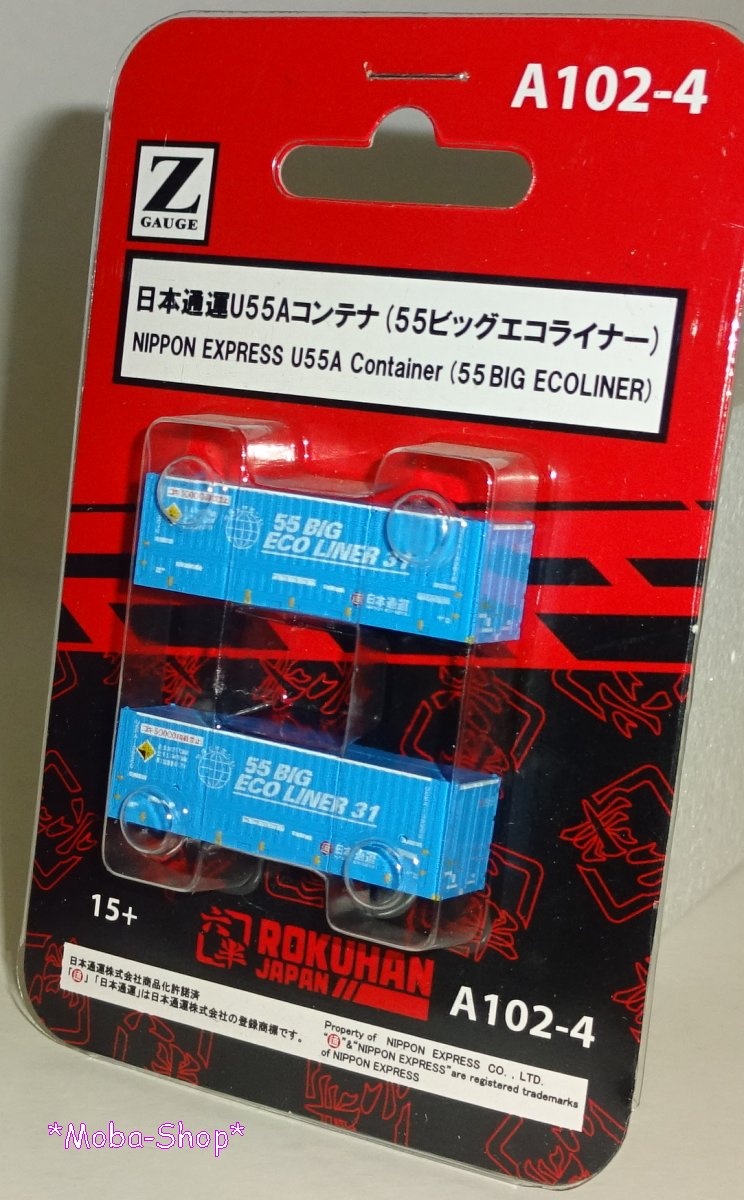 A102-4
Z
GAUGE
日本通運U55Aコンテナ(55ビッグエコライナー)
NIPPON EXPRESS U55A Container (55 BIG ECOLINER)
55 BIG
ECO LINER 31
日本通運
55 BIG
ECO LINER 31
日本通運
15+
ROKUHAN
JAPAN
A102-4
日本通運株式会社商品化許諾済
「通」「日本通運」は日本通運株式会社の登録商標です。
Property of NIPPON EXPRESS CO., LTD.
"通"&"NIPPON EXPRESS" are registered trademarks
of NIPPON EXPRESS
*Moba-Shop*